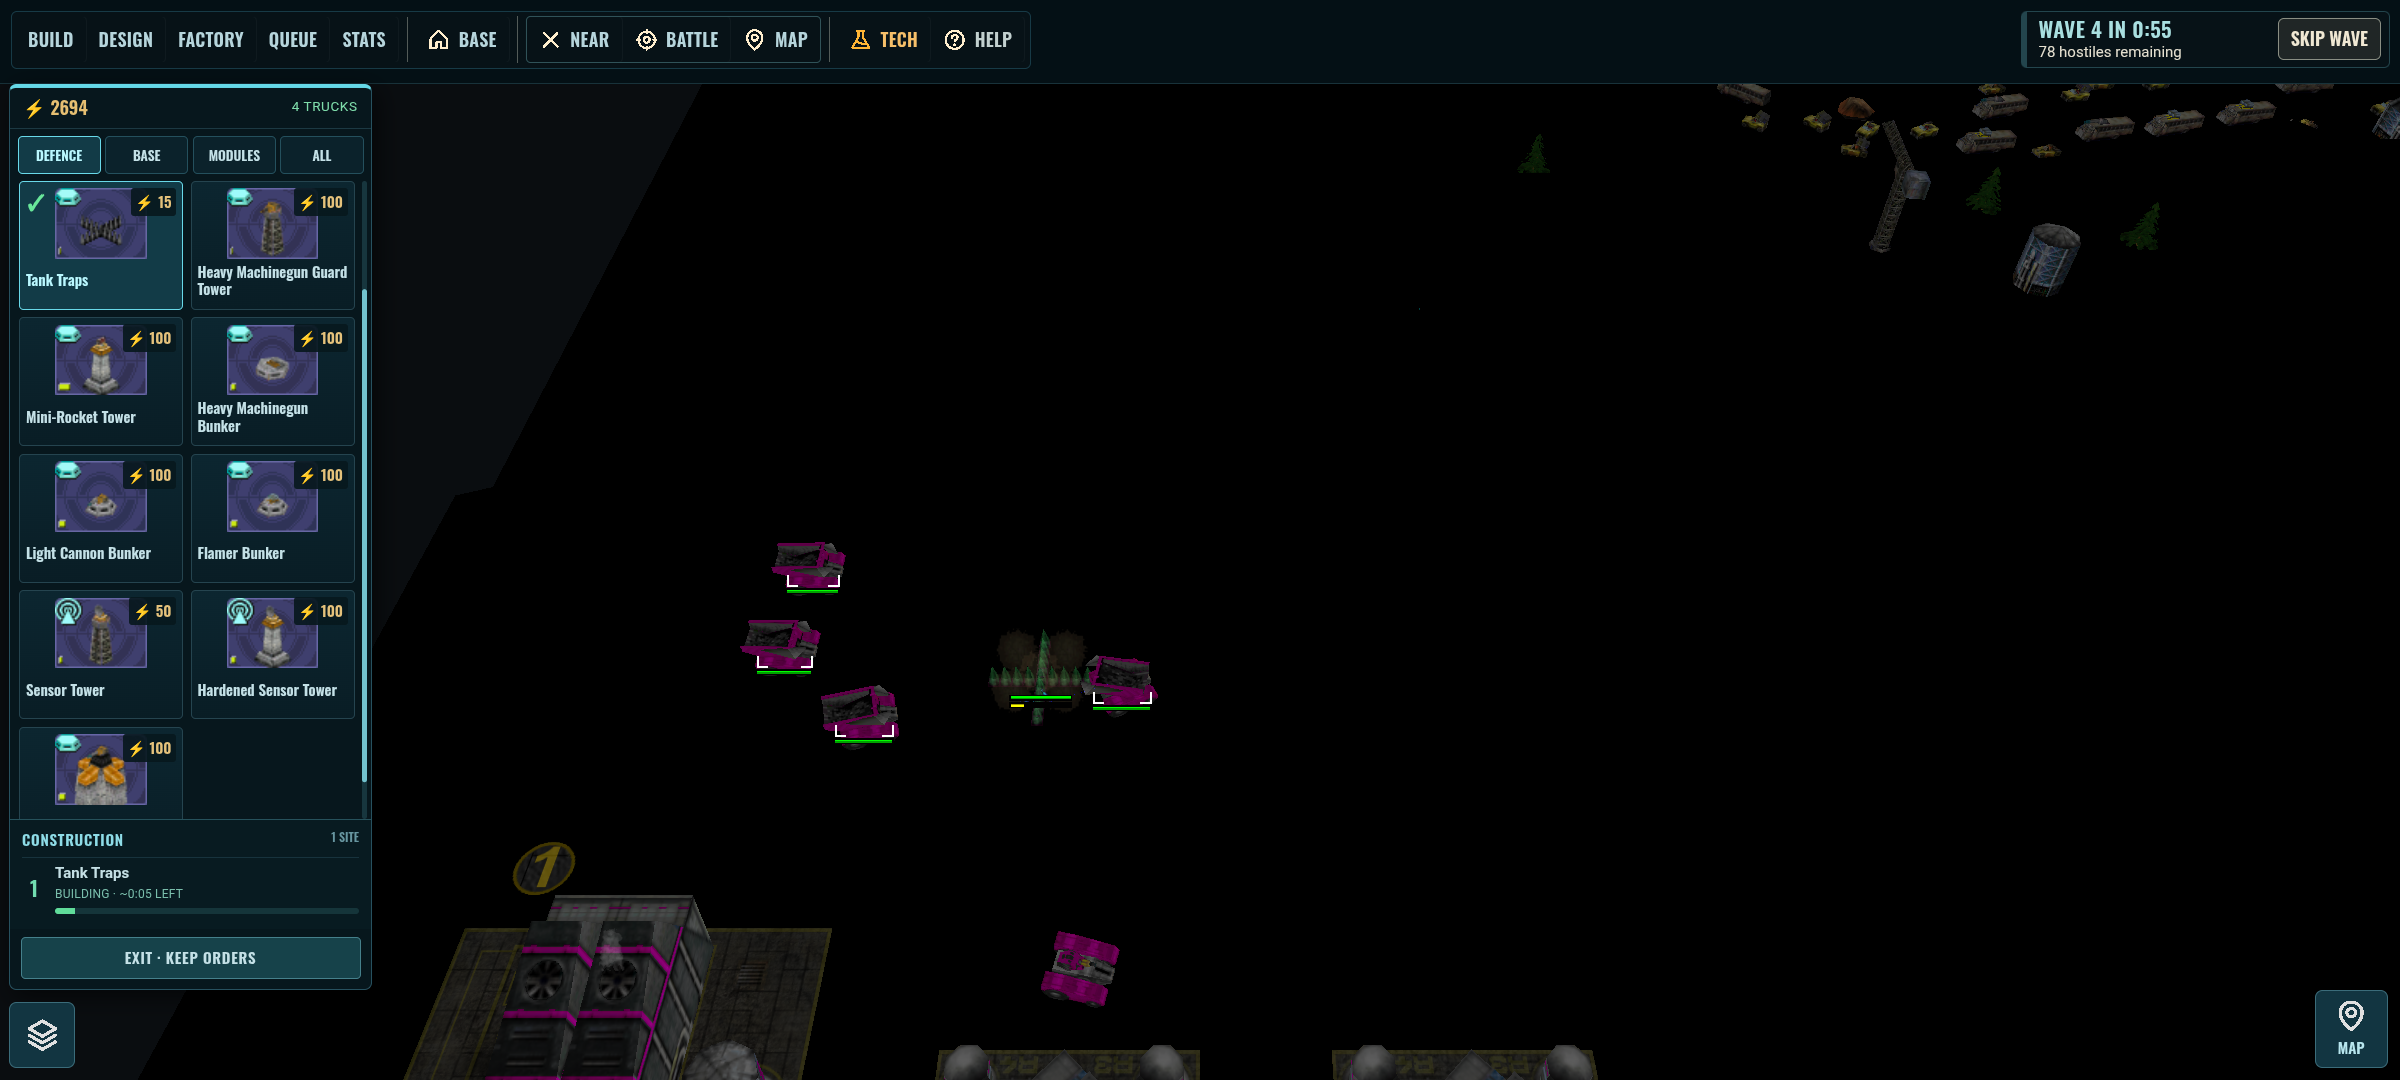 BUILD DESIGN FACTORY QUEUE STATS BASE NEAR BATTLE MAP TECH HELP
WAVE 4 IN 0:55
78 hostiles remaining
SKIP WAVE
2694
4 TRUCKS
DEFENCE BASE MODULES ALL
15
Tank Traps
100
Heavy Machinegun Guard
Tower
100
Mini-Rocket Tower
100
Heavy Machinegun
Bunker
100
Light Cannon Bunker
100
Flamer Bunker
50
Sensor Tower
100
Hardened Sensor Tower
100
CONSTRUCTION
1 SITE
1
Tank Traps
BUILDING · ~0:05 LEFT
EXIT · KEEP ORDERS
1
MAP